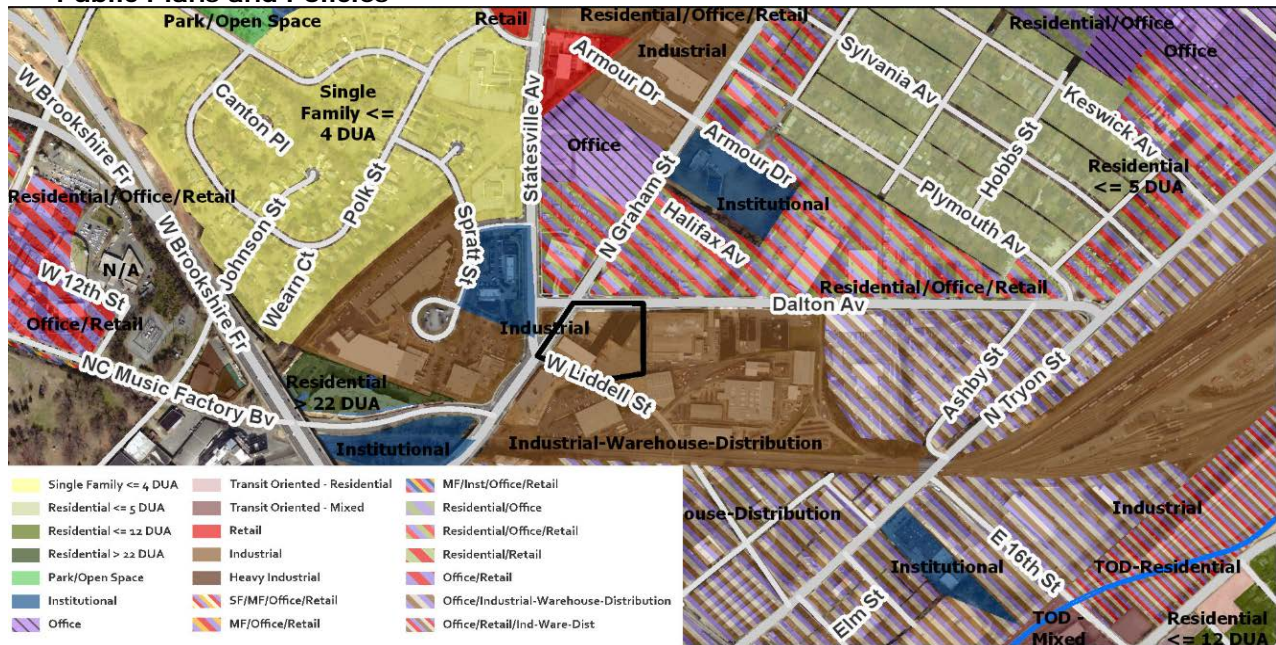 Public Plans and Policies
Park/Open Space
Retail
Residential/Office/Retail
Residential/Office
Industrial
Office
Armour Dr
Sylvania Av
Keswick Av
W Brookshire Fr
Canton Pl
Single
Family <=
4 DUA
Statesville Av
Office
Armour Dr
Hobbs St
Residential
<= 5 DUA
Residential/Office/Retail
Polk St
N Graham St
Institutional
Plymouth Av
Halifax Av
N/A
W 12th St
Johnson St
W Brookshire Fr
Spratt St
Institutional
Wearn Ct
Office/Retail
Residential/Office/Retail
Dalton Av
Industrial
NC Music Factory Bv
Residential
> 22 DUA
W Liddell St
Ashby St
N Tryon St
Institutional
Industrial-Warehouse-Distribution
ouse-Distribution
Industrial
Institutional
E 16th St
TOD-Residential
Elm St
TOD -
Mixed
Residential
<= 12 DUA
Single Family <= 4 DUA
Residential <= 5 DUA
Residential <= 12 DUA
Residential > 22 DUA
Park/Open Space
Institutional
Office
Transit Oriented - Residential
Transit Oriented - Mixed
Retail
Industrial
Heavy Industrial
SF/MF/Office/Retail
MF/Office/Retail
MF/Inst/Office/Retail
Residential/Office
Residential/Office/Retail
Residential/Retail
Office/Retail
Office/Industrial-Warehouse-Distribution
Office/Retail/Ind-Ware-Dist